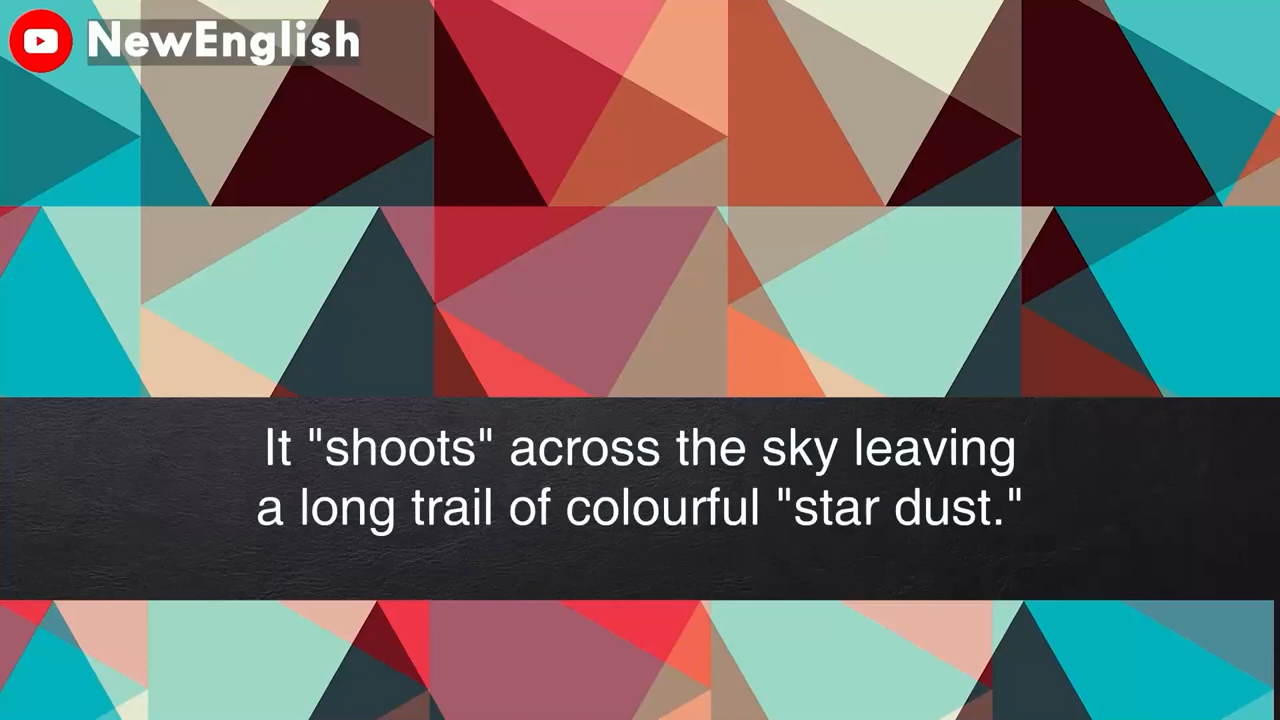 NewEnglish
It "shoots" across the sky leaving
a long trail of colourful "star dust."